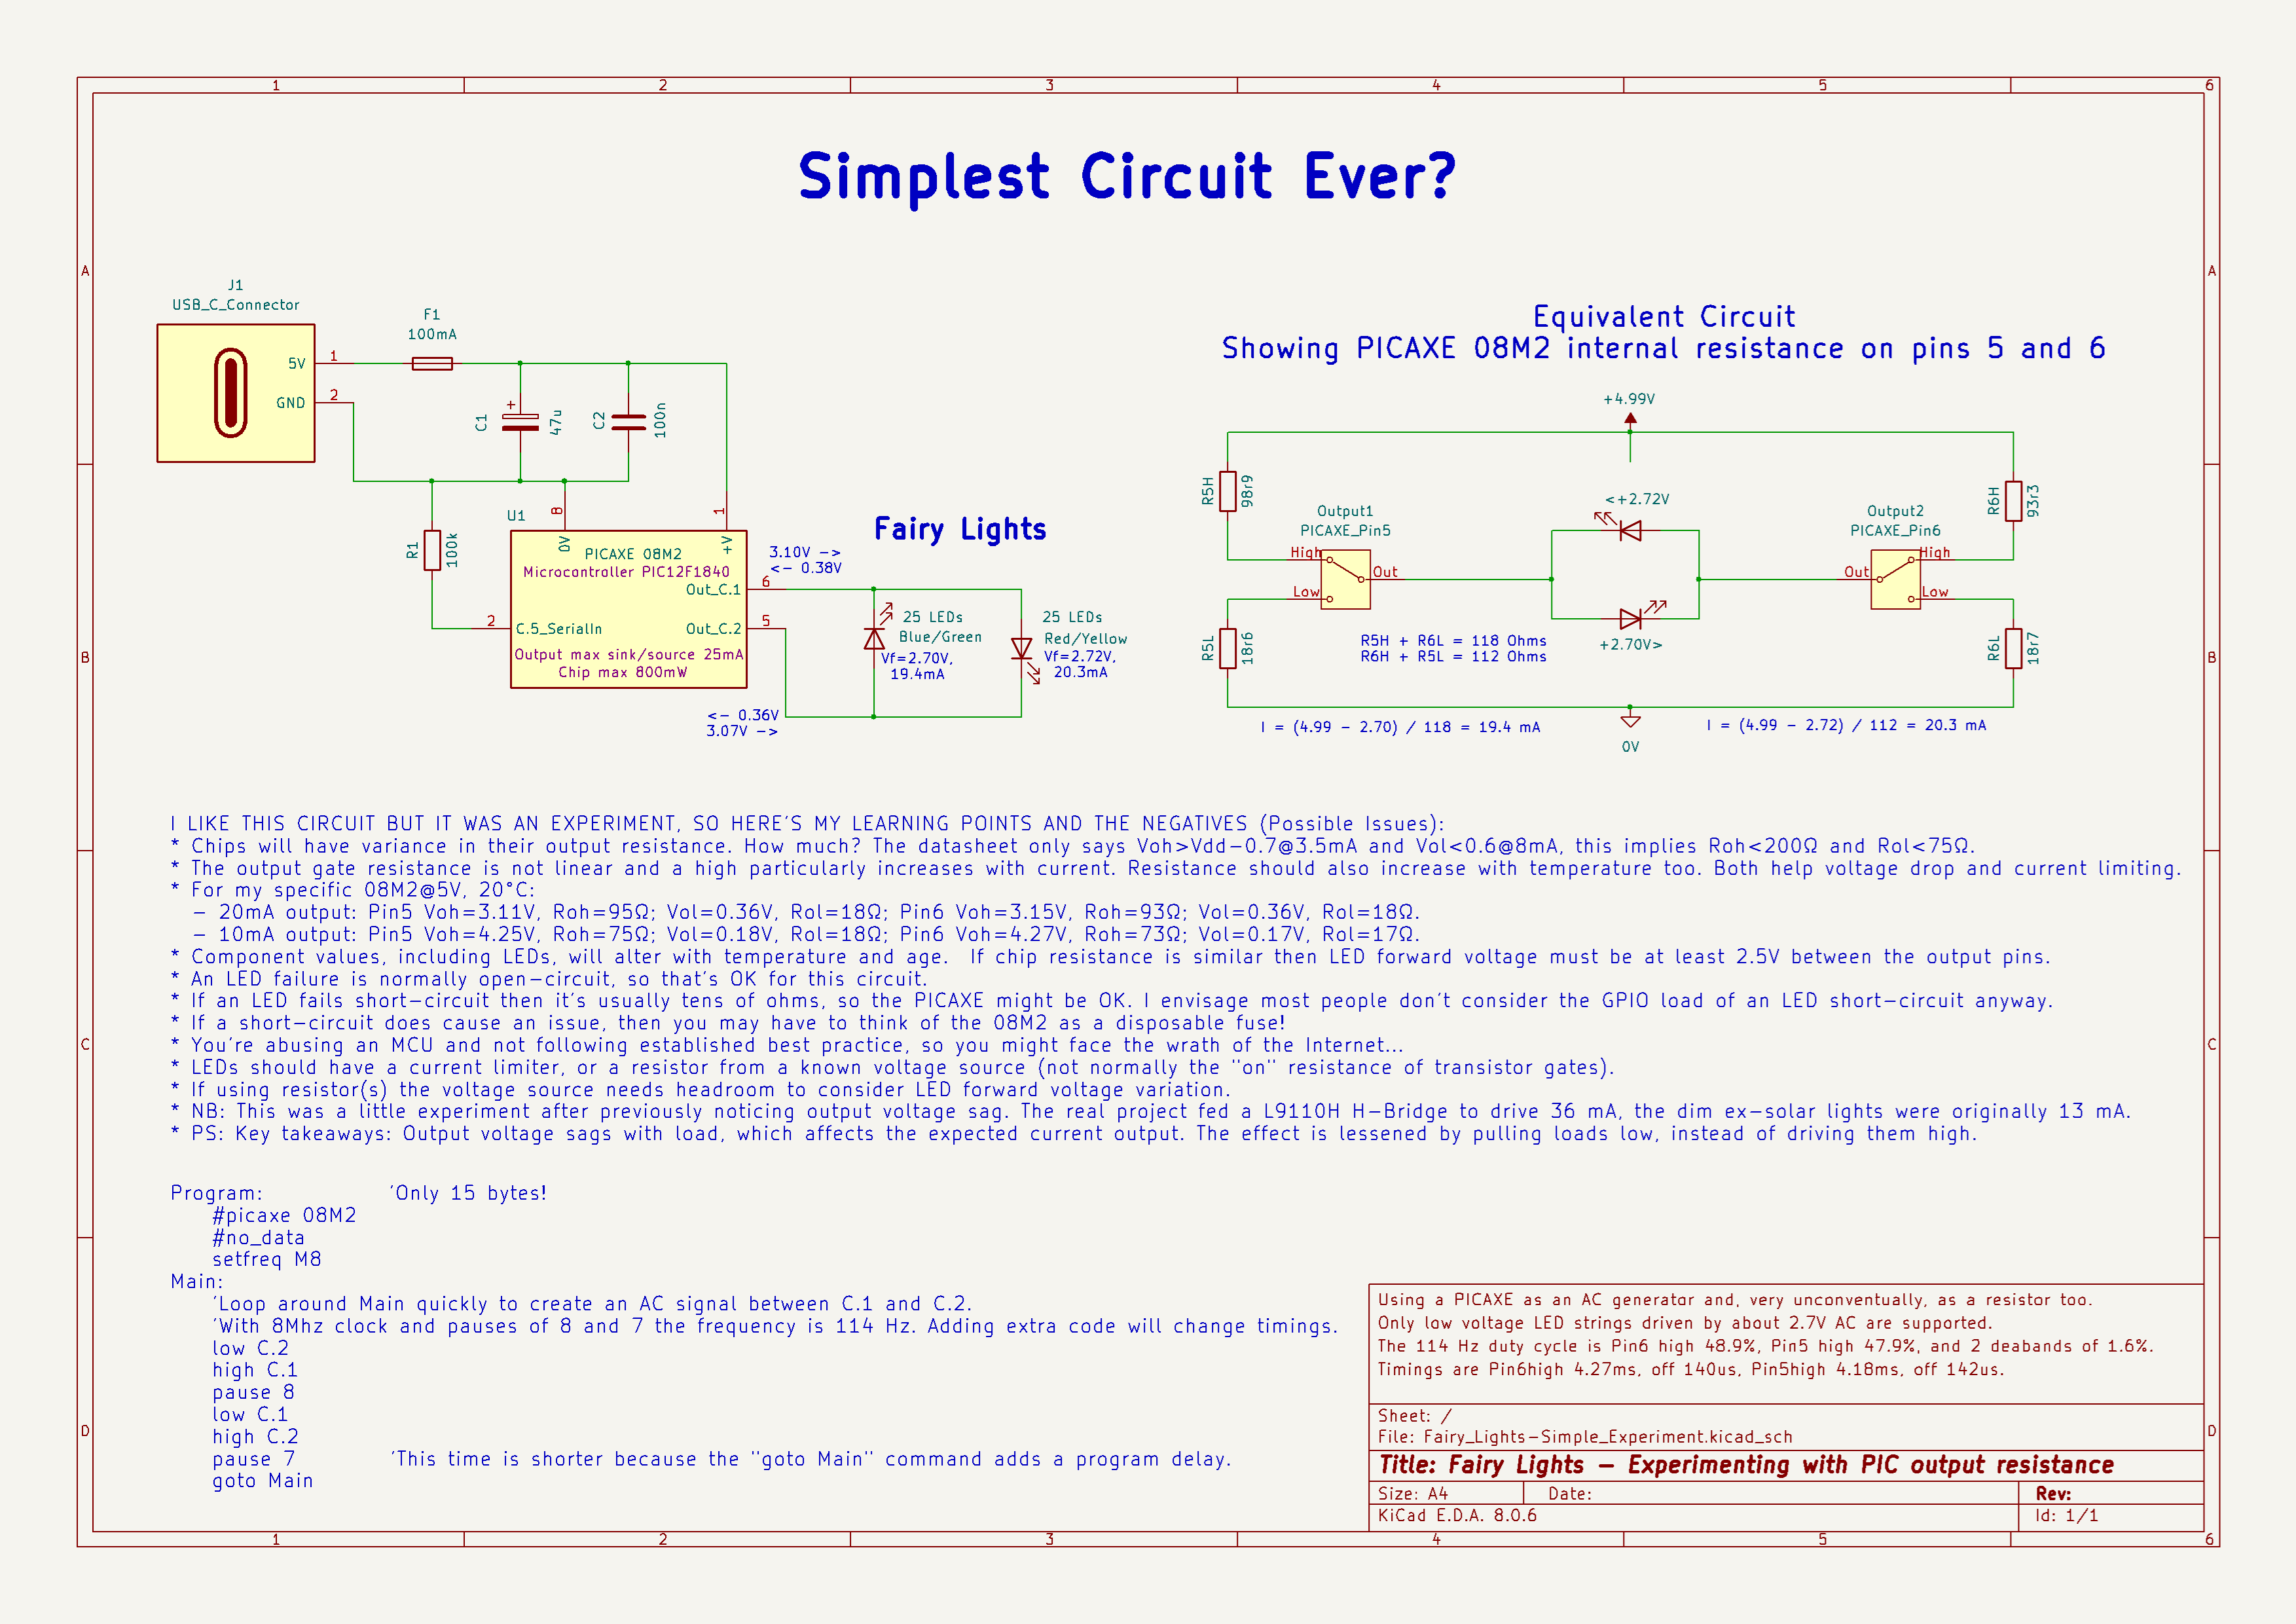 1 2 3 4 5 6
Simplest Circuit Ever?
A A
J1
USB_C_Connector
5V 1
GND 2
F1
100mA
C1 + 47u
C2 100n
R1 100k
U1
8 1
0V +V
PICAXE 08M2
Microcontroller PIC12F1840
Out_C.1 6
2 C.5_SerialIn Out_C.2 5
Output max sink/source 25mA
Chip max 800mW
Fairy Lights
3.10V ->
<- 0.38V
25 LEDs
Blue/Green
Vf=2.70V,
19.4mA
25 LEDs
Red/Yellow
Vf=2.72V,
20.3mA
<- 0.36V
3.07V ->
Equivalent Circuit
Showing PICAXE 08M2 internal resistance on pins 5 and 6
+4.99V
R5H 98r9
R6H 93r3
<+2.72V
Output1
PICAXE_Pin5
High
Out
Low
Output2
PICAXE_Pin6
High
Out
Low
R5L 18r6
R6L 18r7
R5H + R6L = 118 Ohms
R6H + R5L = 112 Ohms
+2.70V>
I = (4.99 - 2.70) / 118 = 19.4 mA
I = (4.99 - 2.72) / 112 = 20.3 mA
0V
B B
I LIKE THIS CIRCUIT BUT IT WAS AN EXPERIMENT, SO HERE'S MY LEARNING POINTS AND THE NEGATIVES (Possible Issues):
* Chips will have variance in their output resistance. How much? The datasheet only says Voh>Vdd-0.7@3.5mA and Vol<0.6@8mA, this implies Roh<200Ω and Rol<75Ω.
* The output gate resistance is not linear and a high particularly increases with current. Resistance should also increase with temperature too. Both help voltage drop and current limiting.
* For my specific 08M2@5V, 20°C:
- 20mA output: Pin5 Voh=3.11V, Roh=95Ω; Vol=0.36V, Rol=18Ω; Pin6 Voh=3.15V, Roh=93Ω; Vol=0.36V, Rol=18Ω.
- 10mA output: Pin5 Voh=4.25V, Roh=75Ω; Vol=0.18V, Rol=18Ω; Pin6 Voh=4.27V, Roh=73Ω; Vol=0.17V, Rol=17Ω.
* Component values, including LEDs, will alter with temperature and age.  If chip resistance is similar then LED forward voltage must be at least 2.5V between the output pins.
* An LED failure is normally open-circuit, so that's OK for this circuit.
* If an LED fails short-circuit then it's usually tens of ohms, so the PICAXE might be OK. I envisage most people don't consider the GPIO load of an LED short-circuit anyway.
* If a short-circuit does cause an issue, then you may have to think of the 08M2 as a disposable fuse!
* You're abusing an MCU and not following established best practice, so you might face the wrath of the Internet...
* LEDs should have a current limiter, or a resistor from a known voltage source (not normally the "on" resistance of transistor gates).
* If using resistor(s) the voltage source needs headroom to consider LED forward voltage variation.
* NB: This was a little experiment after previously noticing output voltage sag. The real project fed a L9110H H-Bridge to drive 36 mA, the dim ex-solar lights were originally 13 mA.
* PS: Key takeaways: Output voltage sags with load, which affects the expected current output. The effect is lessened by pulling loads low, instead of driving them high.
C C
Program: 'Only 15 bytes!
#picaxe 08M2
#no_data
setfreq M8
Main:
'Loop around Main quickly to create an AC signal between C.1 and C.2.
'With 8Mhz clock and pauses of 8 and 7 the frequency is 114 Hz. Adding extra code will change timings.
low C.2
high C.1
pause 8
low C.1
high C.2
pause 7 'This time is shorter because the "goto Main" command adds a program delay.
goto Main
Using a PICAXE as an AC generator and, very unconventually, as a resistor too.
Only low voltage LED strings driven by about 2.7V AC are supported.
The 114 Hz duty cycle is Pin6 high 48.9%, Pin5 high 47.9%, and 2 deabands of 1.6%.
Timings are Pin6high 4.27ms, off 140us, Pin5high 4.18ms, off 142us.
Sheet: /
File: Fairy_Lights-Simple_Experiment.kicad_sch
Title: Fairy Lights - Experimenting with PIC output resistance
Size: A4 Date: Rev:
KiCad E.D.A. 8.0.6 Id: 1/1
D D
1 2 3 4 5 6